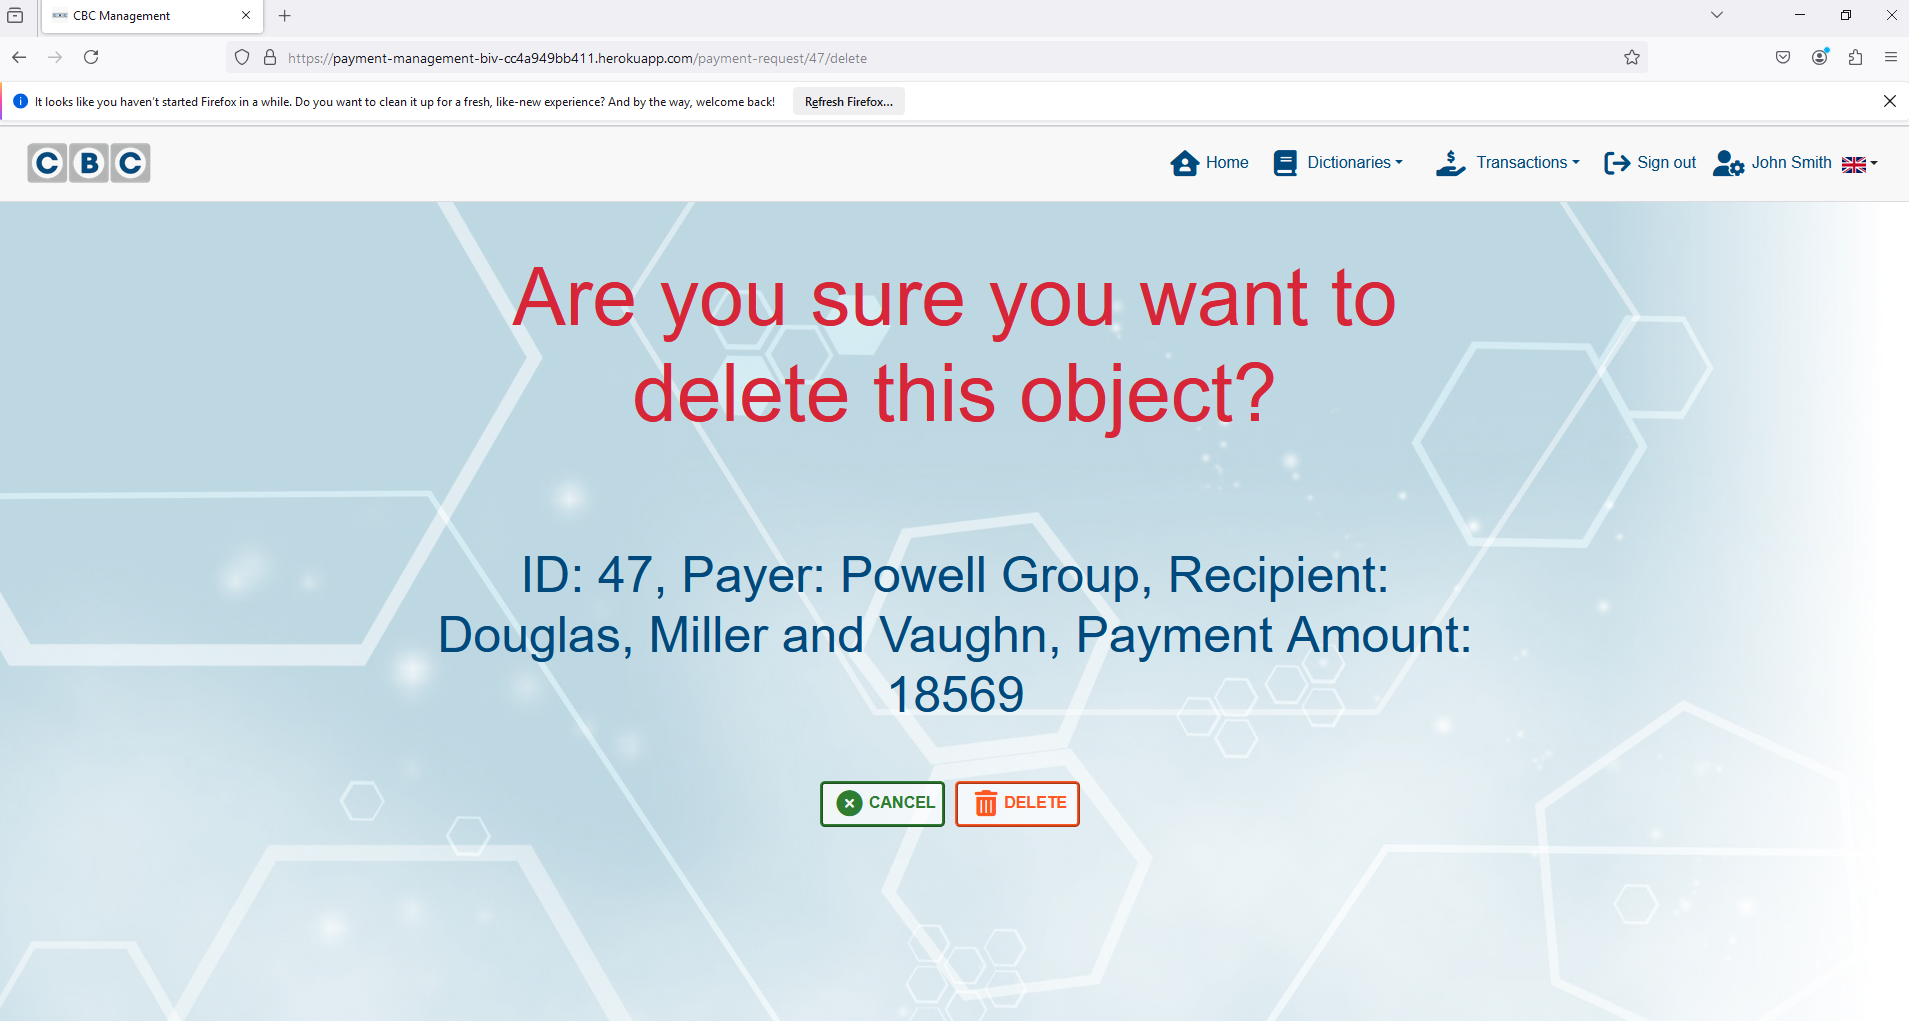 CBC Management
https://payment-management-biv-cc4a949bb411.herokuapp.com/payment-request/47/delete
It looks like you haven't started Firefox in a while. Do you want to clean it up for a fresh, like-new experience? And by the way, welcome back! Refresh Firefox...
CBC Home Dictionaries Transactions Sign out John Smith
Are you sure you want to
delete this object?
ID: 47, Payer: Powell Group, Recipient:
Douglas, Miller and Vaughn, Payment Amount:
18569
CANCEL DELETE